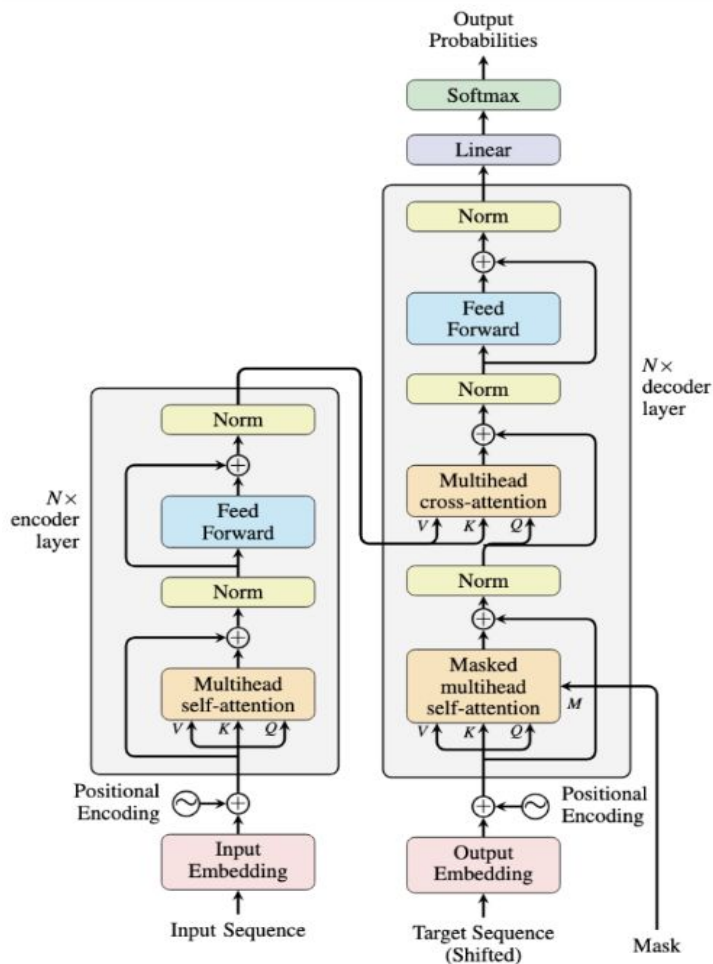 Output
Probabilities
Softmax
Linear
Norm
Feed
Forward
Norm
Multihead
cross-attention
V K Q
Norm
Masked
multihead
self-attention
M
V K Q
N×
decoder
layer
Positional
Encoding
Output
Embedding
Target Sequence
(Shifted)
Mask
Norm
Feed
Forward
Norm
Multihead
self-attention
V K Q
N×
encoder
layer
Positional
Encoding
Input
Embedding
Input Sequence